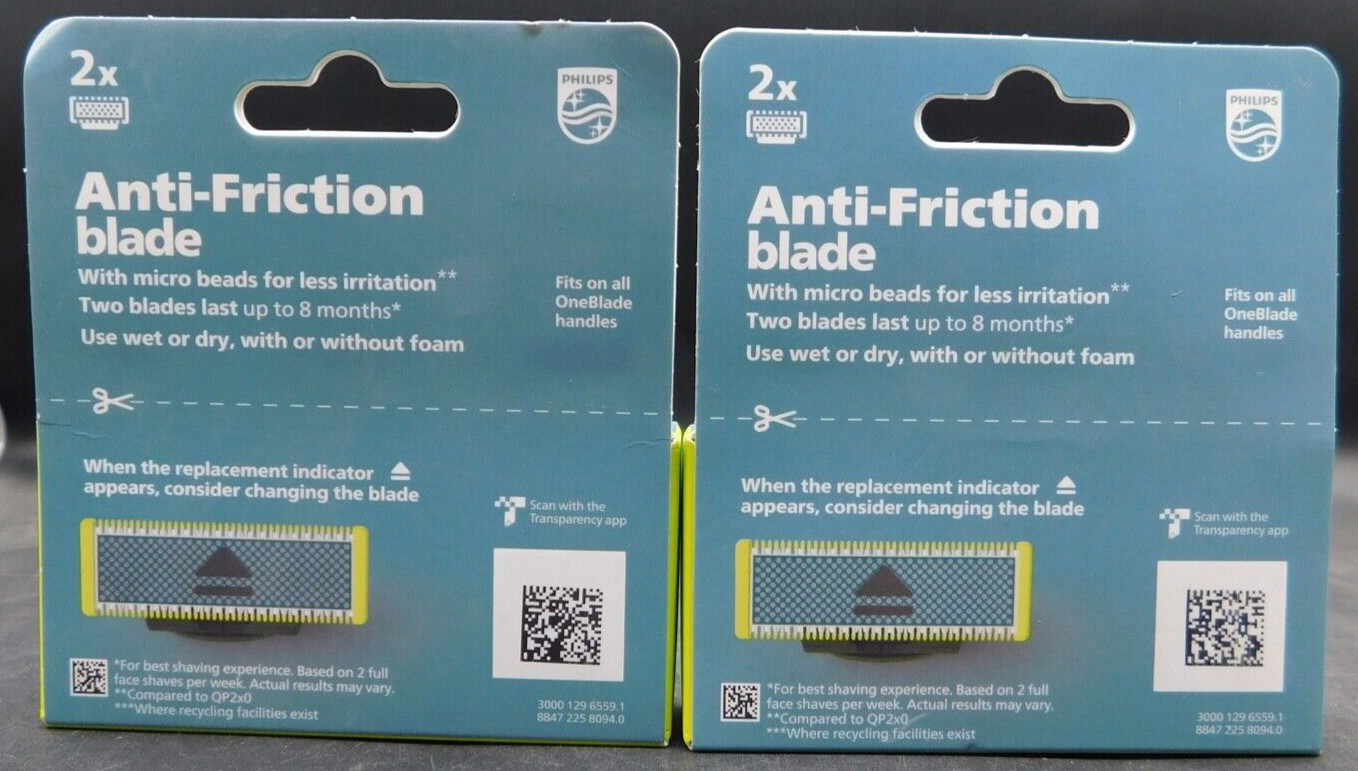 2x
PHILIPS
Anti-Friction
blade
With micro beads for less irritation**
Two blades last up to 8 months*
Use wet or dry, with or without foam
Fits on all
OneBlade
handles
When the replacement indicator
appears, consider changing the blade
Scan with the
Transparency app
*For best shaving experience. Based on 2 full
face shaves per week. Actual results may vary.
**Compared to QP2x0
***Where recycling facilities exist
3000 129 6559.1
8847 225 8094.0
2x
PHILIPS
Anti-Friction
blade
With micro beads for less irritation**
Two blades last up to 8 months*
Use wet or dry, with or without foam
Fits on all
OneBlade
handles
When the replacement indicator
appears, consider changing the blade
Scan with the
Transparency app
*For best shaving experience. Based on 2 full
face shaves per week. Actual results may vary.
**Compared to QP2x0
***Where recycling facilities exist
3000 129 6559.1
8847 225 8094.0